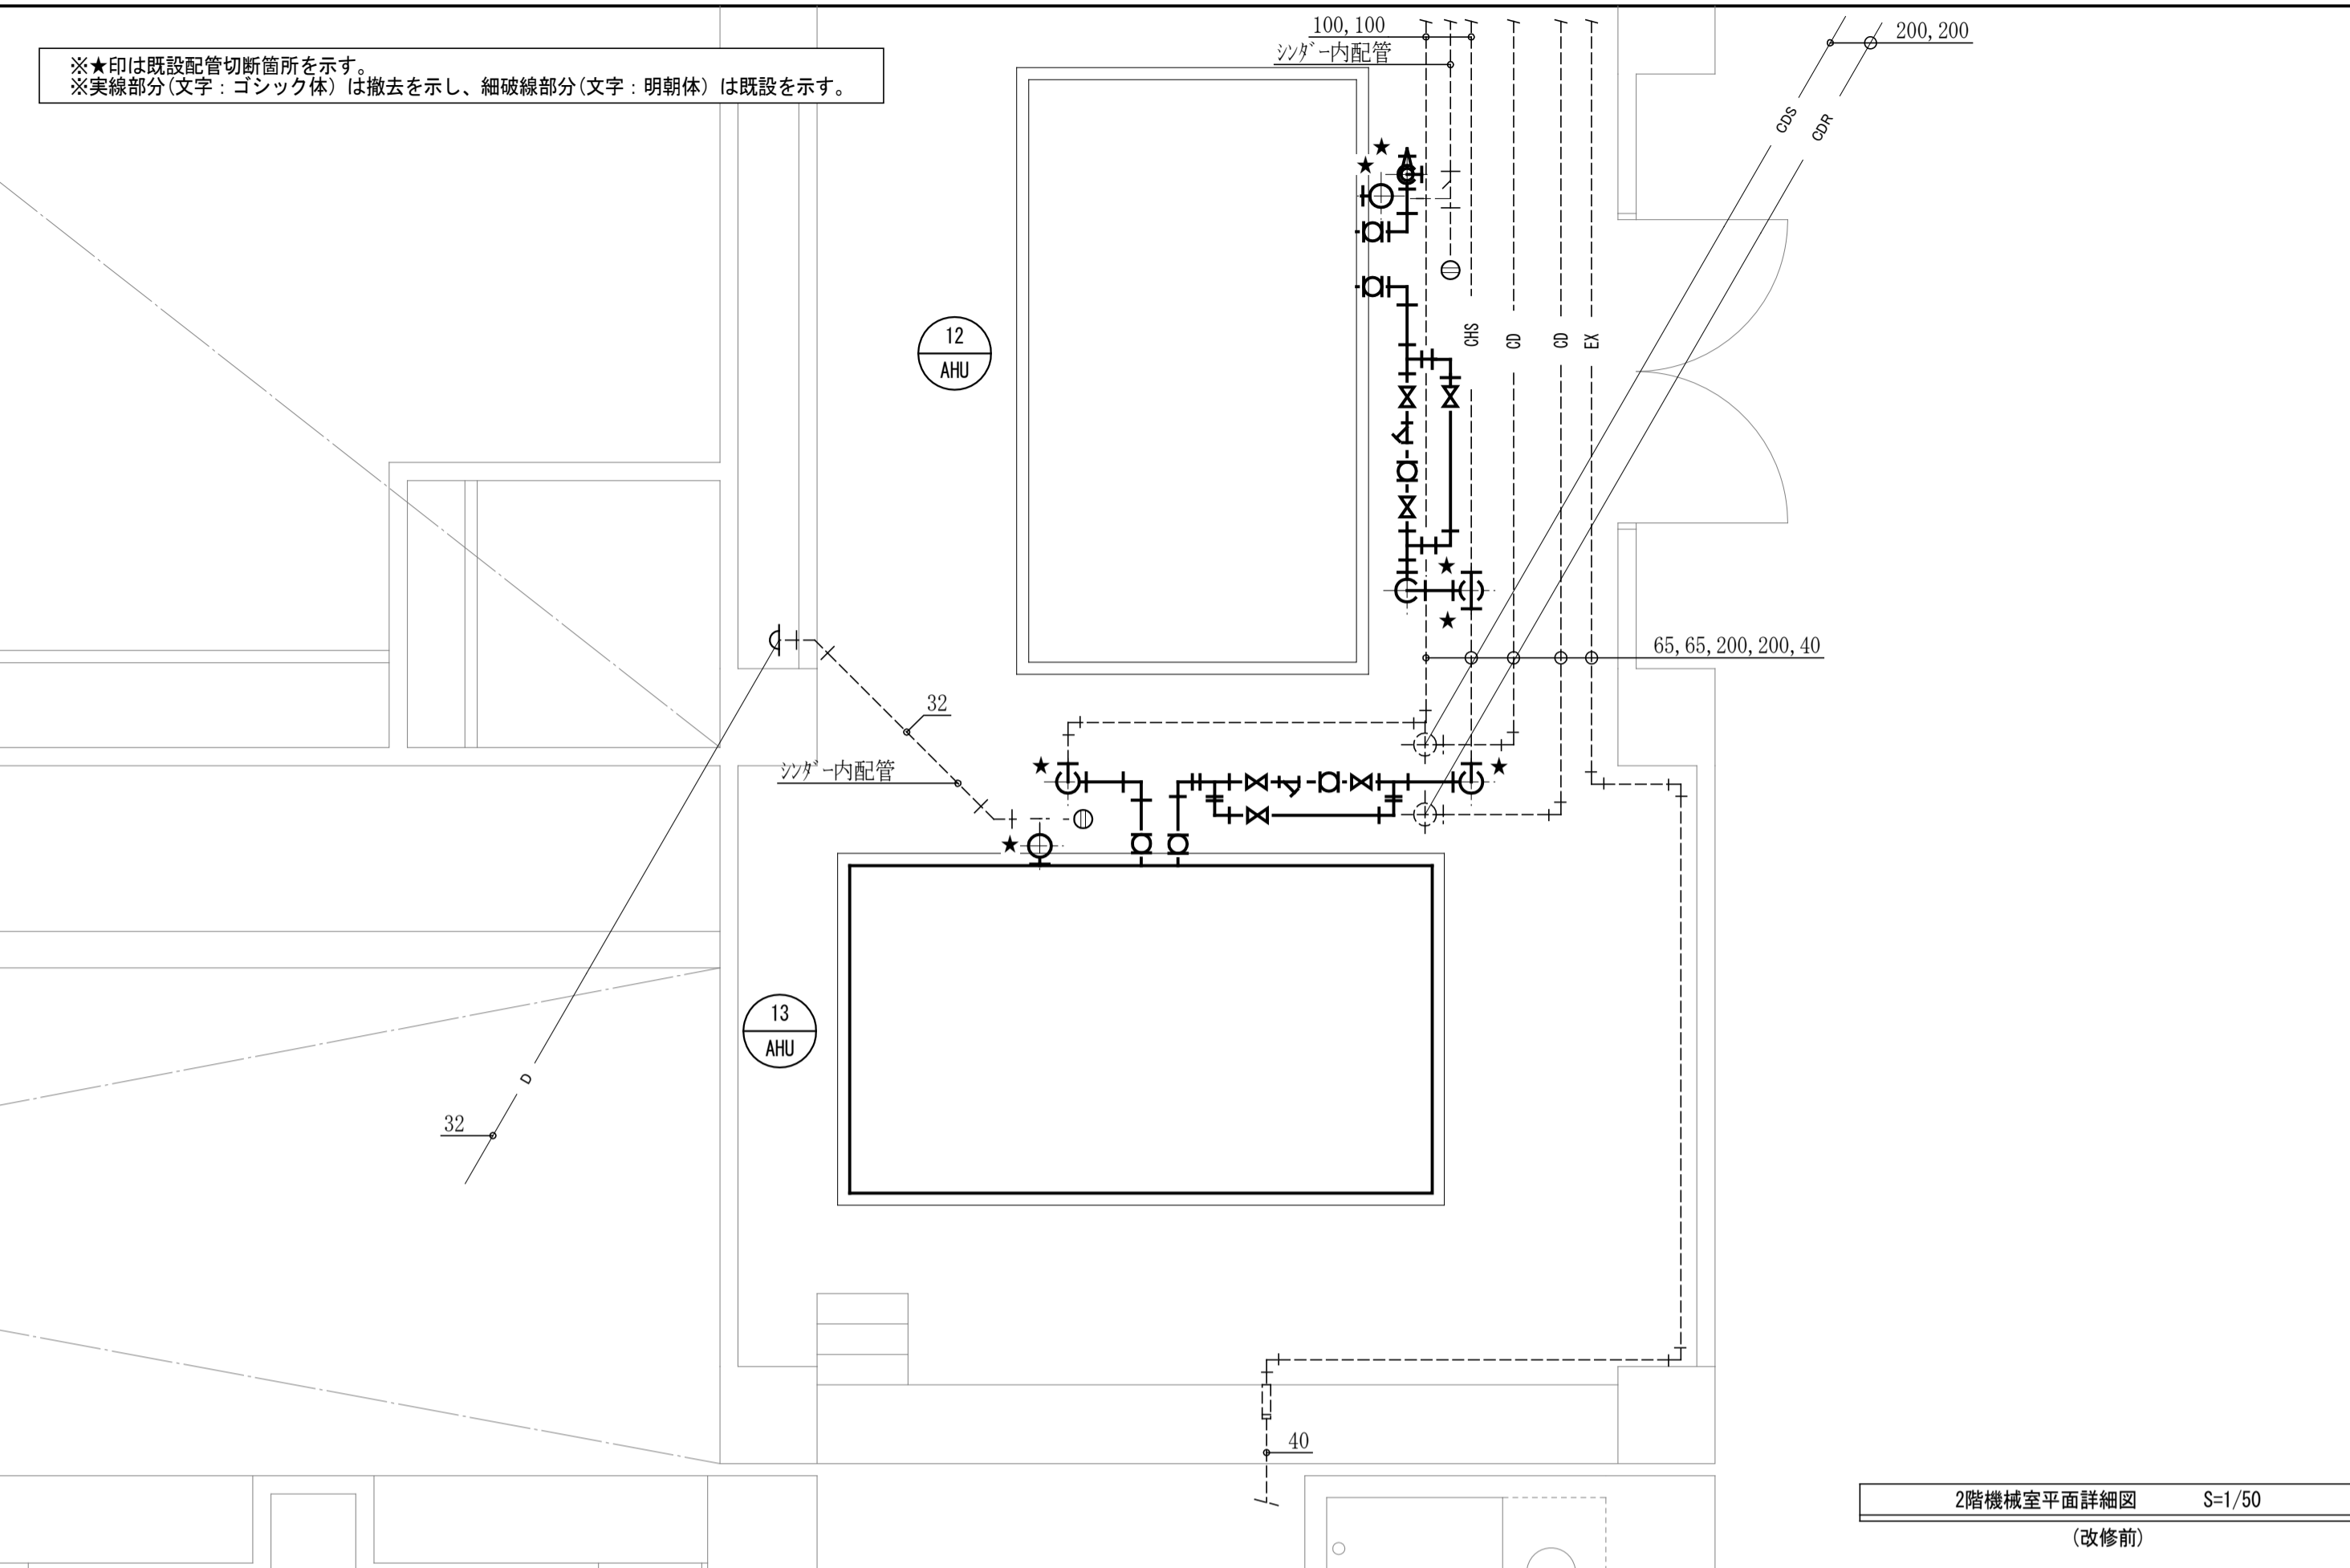 ※★印は既設配管切断箇所を示す。
※実線部分(文字：ゴシック体）は撤去を示し、細破線部分(文字：明朝体）は既設を示す。
100,100
シンダー内配管
200,200
CDS
CDR
12
AHU
CHS
CD
CD
EX
65,65,200,200,40
32
シンダー内配管
13
AHU
D
32
40
2階機械室平面詳細図 S=1/50
(改修前)